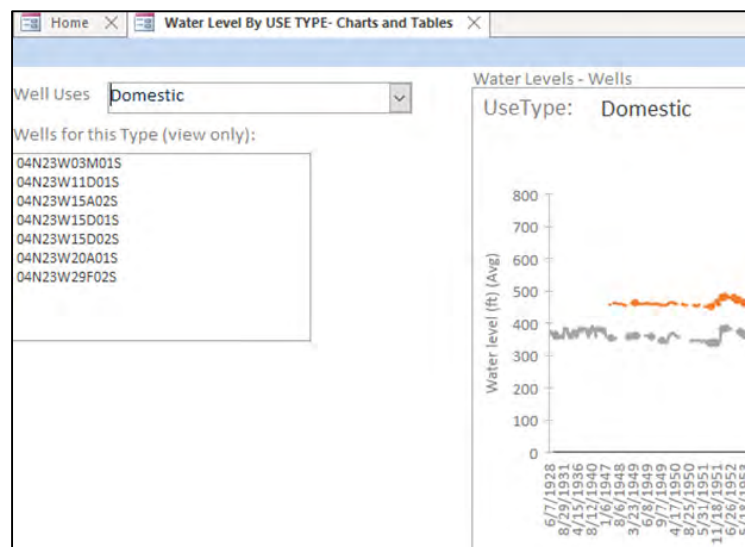 Home
Water Level By USE TYPE- Charts and Tables
Well Uses Domestic
Wells for this Type (view only):
04N23W03M01S
04N23W11D01S
04N23W15A02S
04N23W15D01S
04N23W15D02S
04N23W20A01S
04N23W29F02S
Water Levels - Wells
UseType: Domestic
Water level (ft) (Avg)
800
700
600
500
400
300
200
100
0
6/7/1928
8/29/1931
4/15/1936
8/12/1940
1/6/1947
8/6/1948
3/23/1949
6/8/1949
9/7/1949
4/17/1950
8/25/1950
5/31/1951
11/18/1951
6/26/1952
5/18/1953